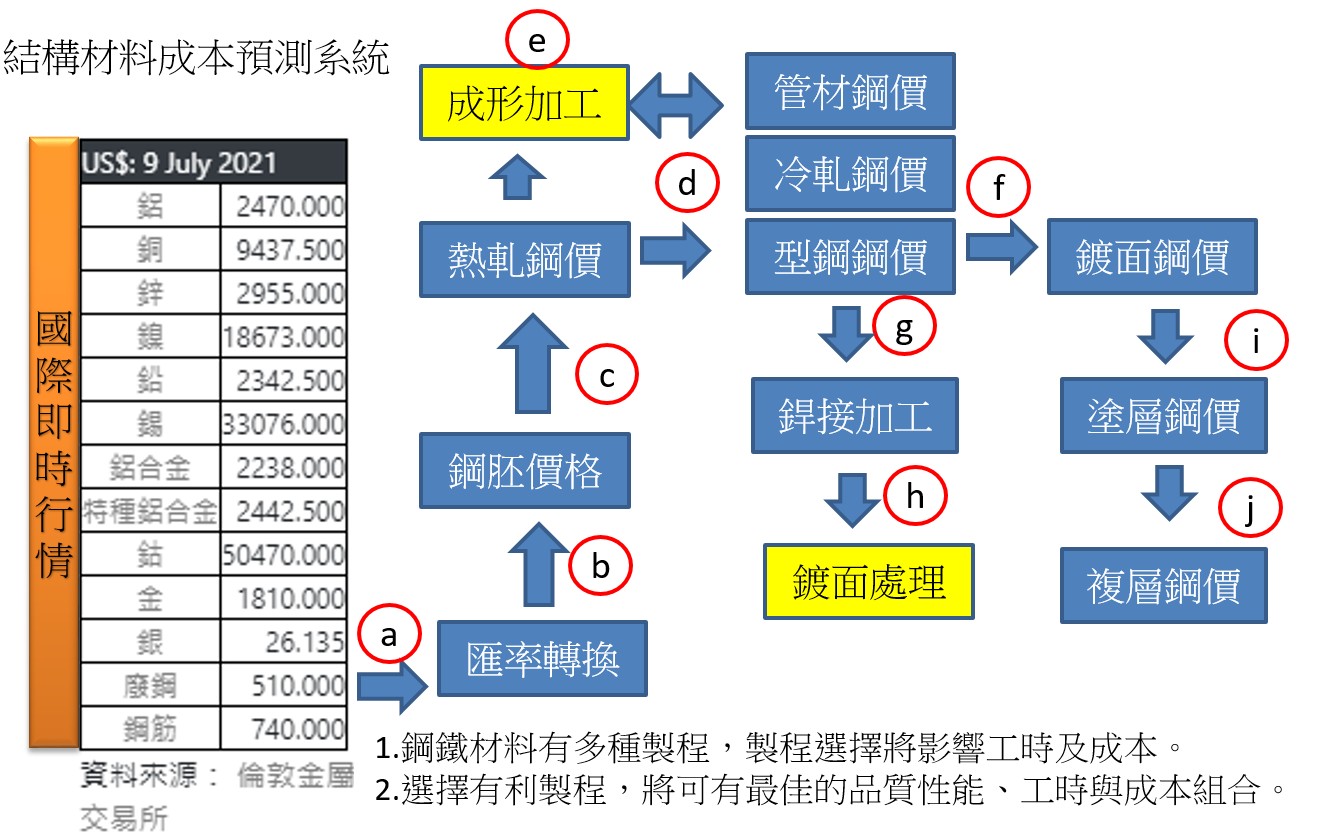 結構材料成本預測系統
國際即時行情
US$: 9 July 2021
鋁 2470.000
銅 9437.500
鋅 2955.000
鎳 18673.000
鉛 2342.500
錫 33076.000
鋁合金 2238.000
特種鋁合金 2442.500
鈷 50470.000
金 1810.000
銀 26.135
廢鋼 510.000
鋼筋 740.000
資料來源： 倫敦金屬
交易所
a
匯率轉換
b
鋼胚價格
c
熱軋鋼價
d
e
成形加工
管材鋼價
冷軋鋼價
型鋼鋼價
f
鍍面鋼價
g
銲接加工
h
鍍面處理
i
塗層鋼價
j
複層鋼價
1.鋼鐵材料有多種製程，製程選擇將影響工時及成本。
2.選擇有利製程，將可有最佳的品質性能、工時與成本組合。